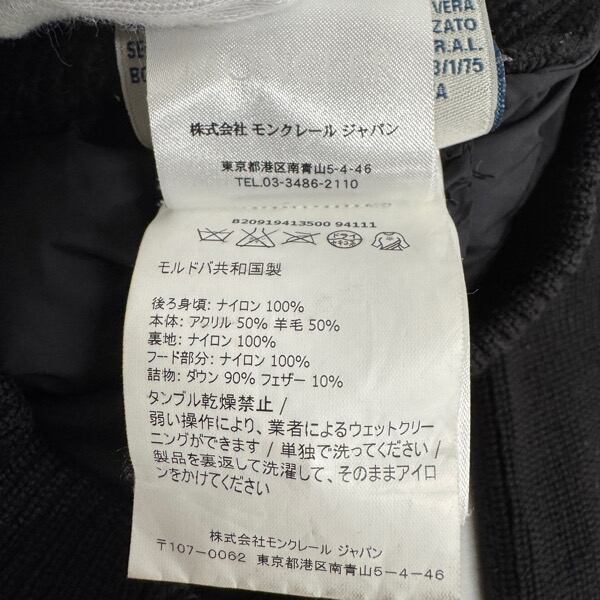 VERA
ZATO
R.A.L.
3/1/75
A
株式会社 モンクレール ジャパン
東京都港区南青山5-4-46
TEL.03-3486-2110
B20919413500 94111
ドライ
モルドバ共和国製
後ろ身頃: ナイロン 100%
本体: アクリル 50% 羊毛 50%
裏地: ナイロン 100%
フード部分: ナイロン 100%
詰物: ダウン 90% フェザー 10%
タンブル乾燥禁止 /
弱い操作により、業者によるウェットクリー
ニングができます / 単独で洗ってください /
製品を裏返して洗濯して、そのままアイロ
ンをかけてください
株式会社モンクレール ジャパン
〒107-0062 東京都港区南青山5-4-46